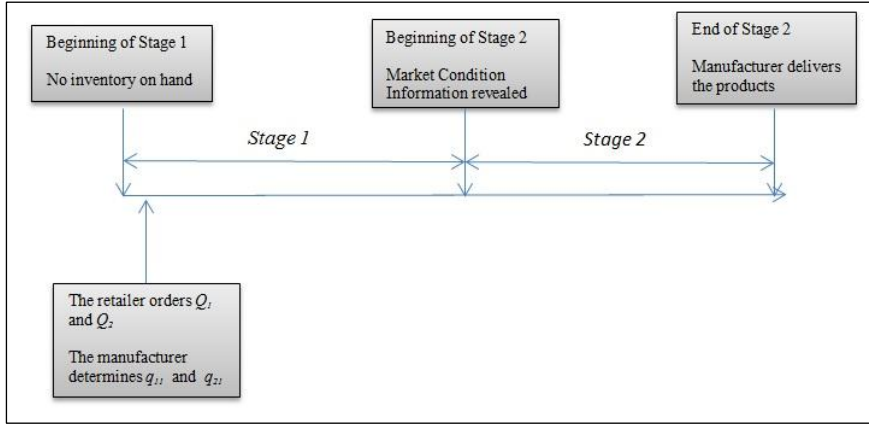 Beginning of Stage 1
No inventory on hand
Beginning of Stage 2
Market Condition
Information revealed
End of Stage 2
Manufacturer delivers
the products
Stage 1
Stage 2
The retailer orders Q₁
and Q₂
The manufacturer
determines q₁₁ and q₂₁